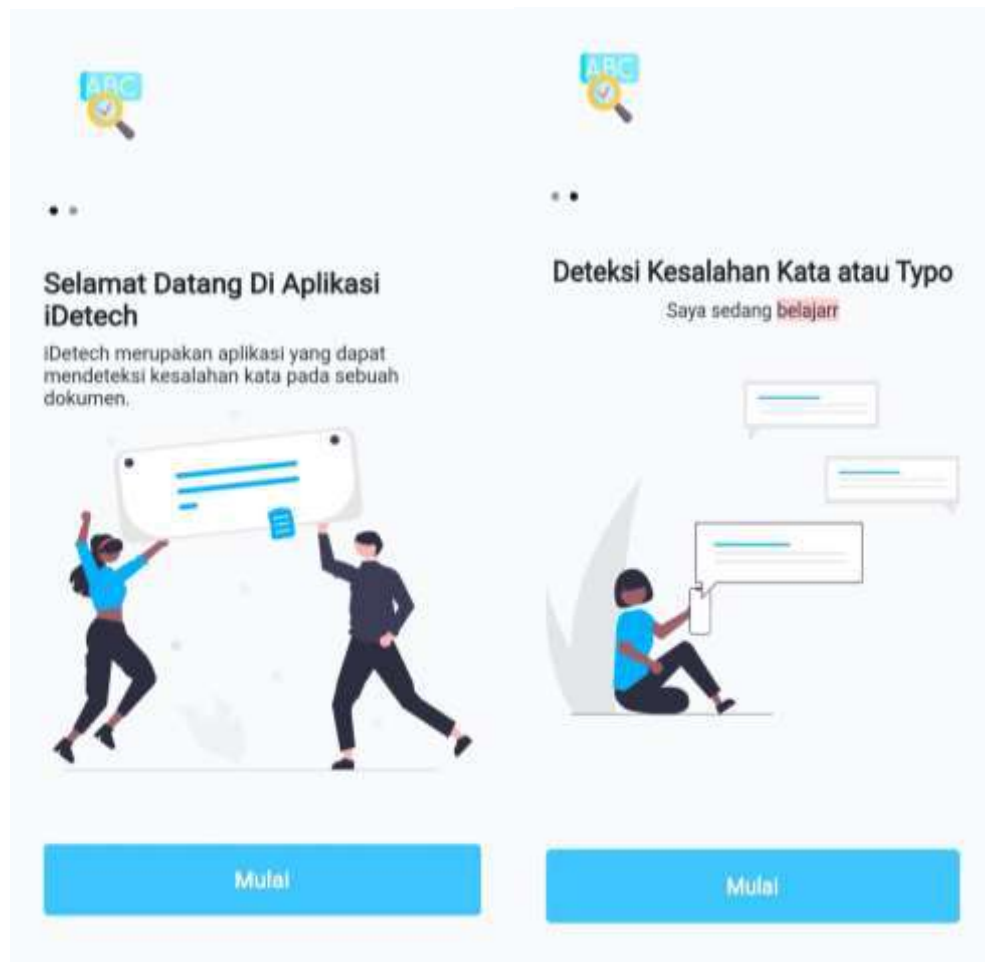 ABC
Selamat Datang Di Aplikasi
iDetech
iDetech merupakan aplikasi yang dapat
mendeteksi kesalahan kata pada sebuah
dokumen.
Mulai
ABC
Deteksi Kesalahan Kata atau Typo
Saya sedang belajarr
Mulai